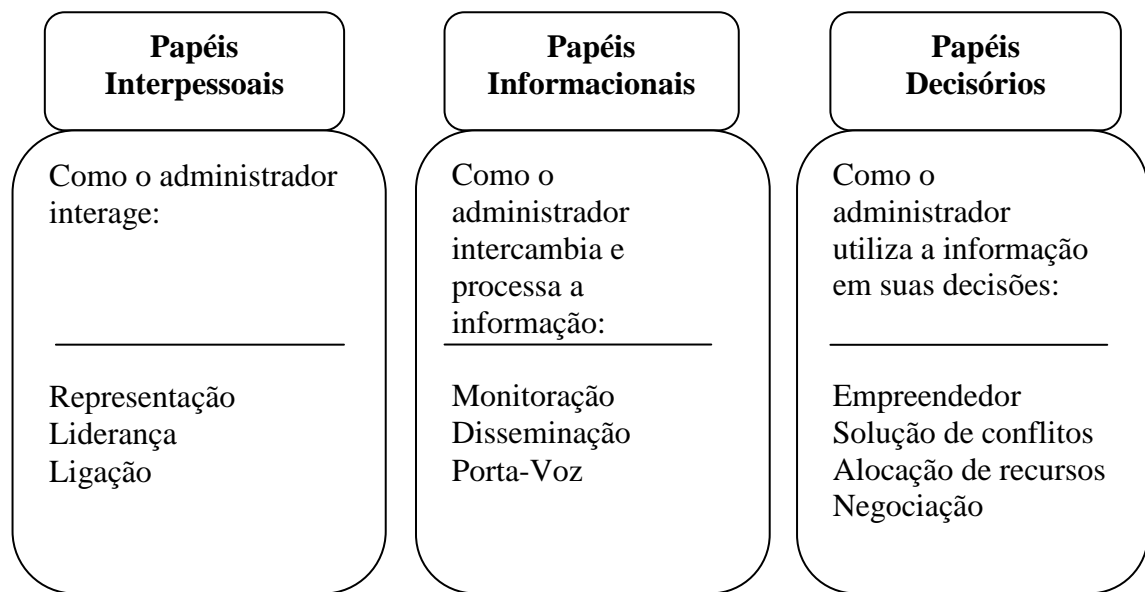 Papéis
Interpessoais
Como o administrador
interage:
Representação
Liderança
Ligação
Papéis
Informacionais
Como o
administrador
intercambia e
processa a
informação:
Monitoração
Disseminação
Porta-Voz
Papéis
Decisórios
Como o
administrador
utiliza a informação
em suas decisões:
Empreendedor
Solução de conflitos
Alocação de recursos
Negociação